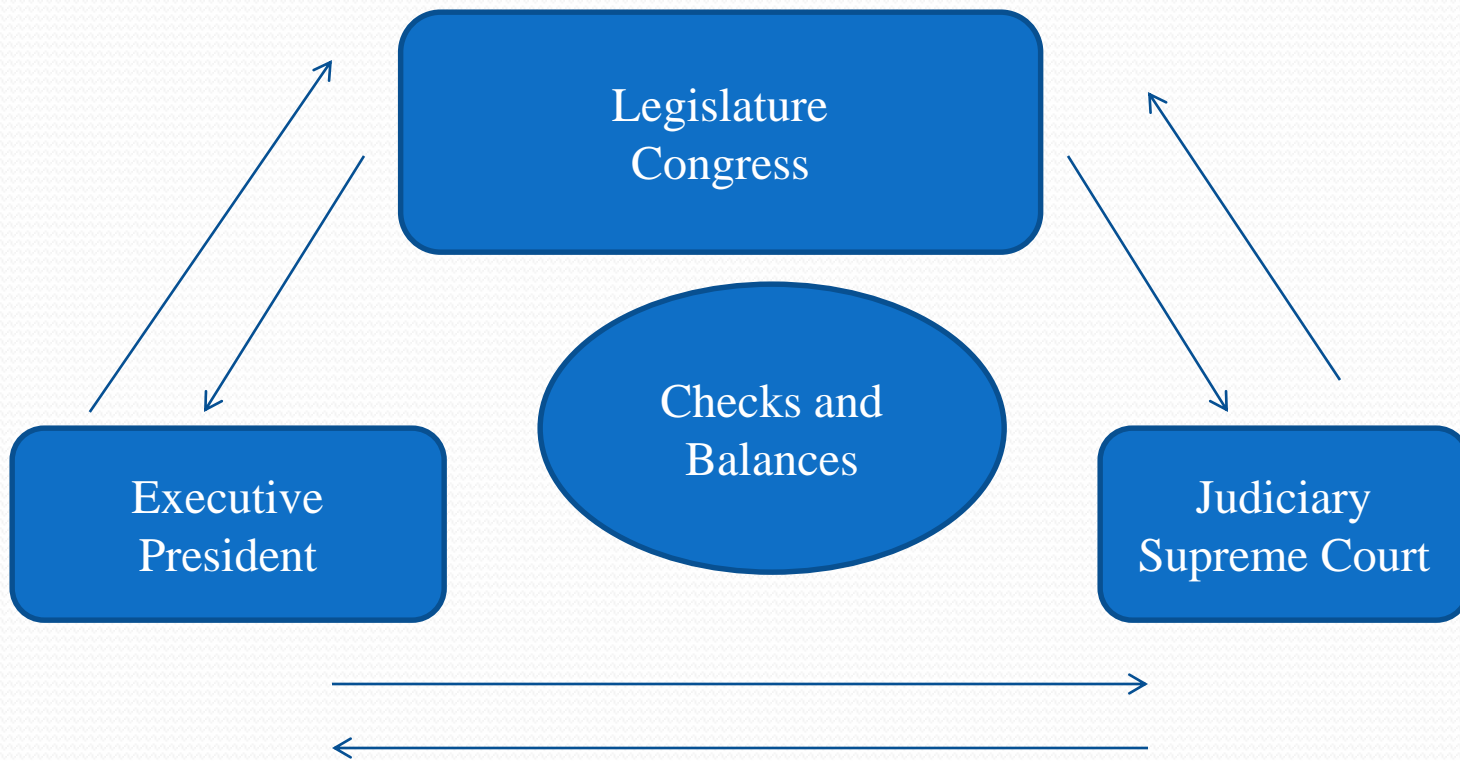 Legislature
Congress
Checks and
Balances
Executive
President
Judiciary
Supreme Court